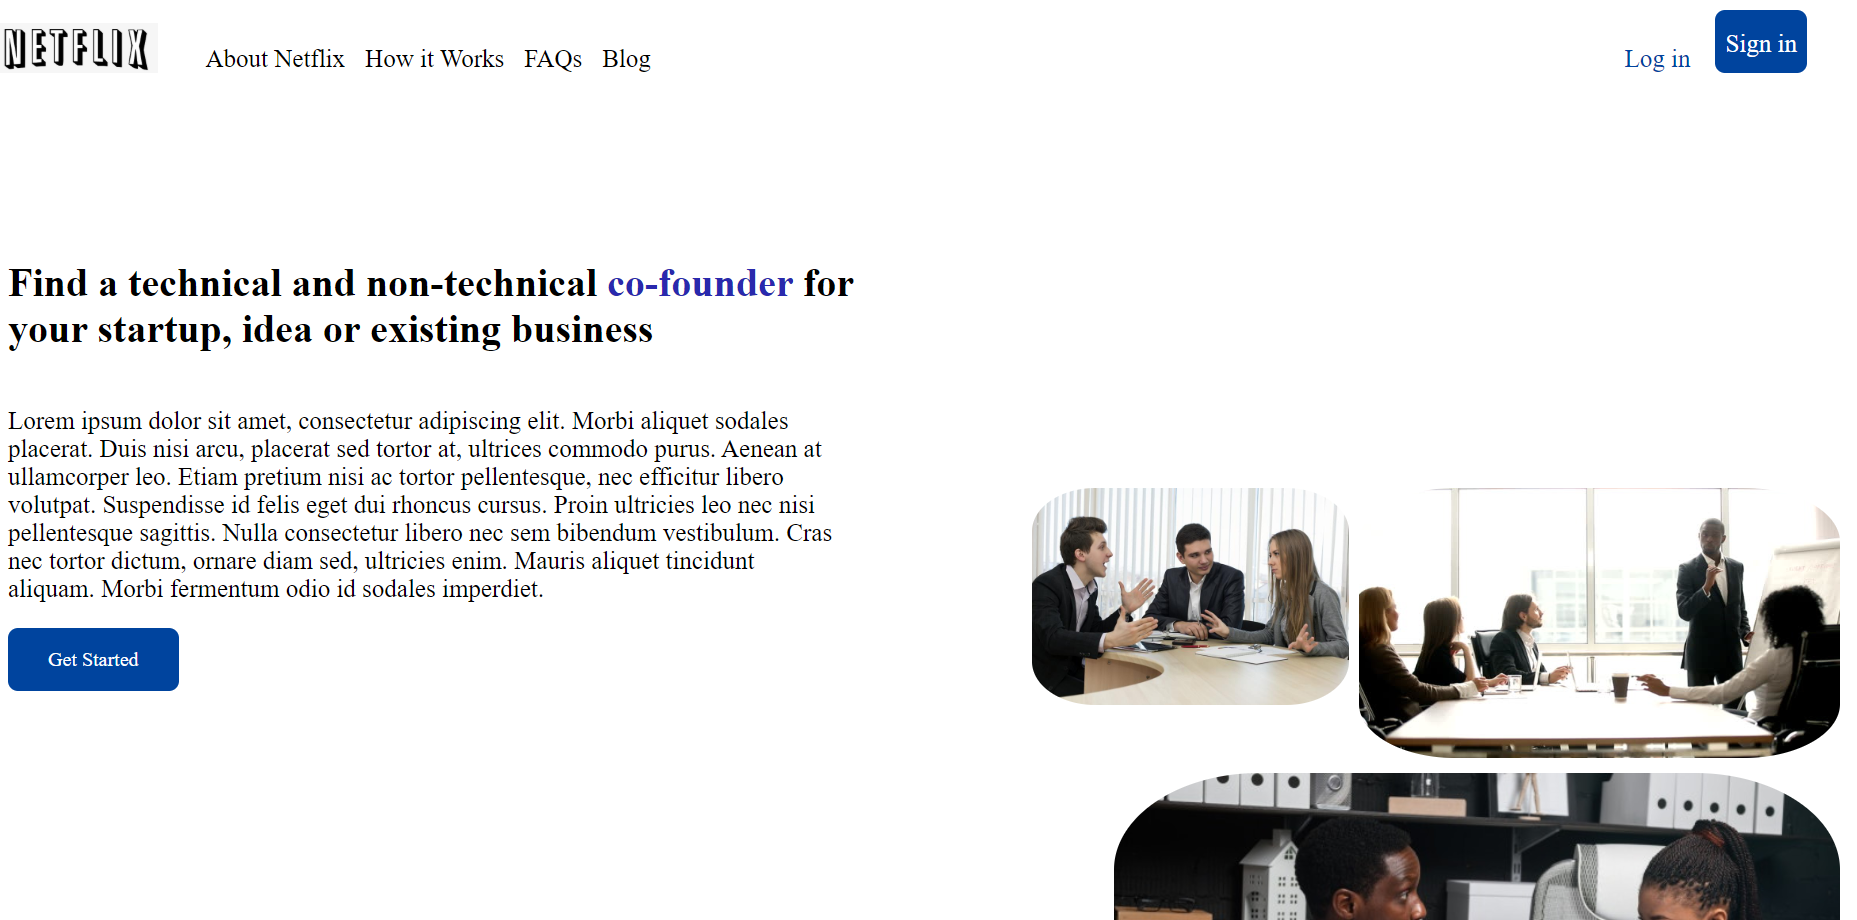 NETFLIX
About Netflix How it Works FAQs Blog
Log in
Sign in
Find a technical and non-technical co-founder for
your startup, idea or existing business
Lorem ipsum dolor sit amet, consectetur adipiscing elit. Morbi aliquet sodales
placerat. Duis nisi arcu, placerat sed tortor at, ultrices commodo purus. Aenean at
ullamcorper leo. Etiam pretium nisi ac tortor pellentesque, nec efficitur libero
volutpat. Suspendisse id felis eget dui rhoncus cursus. Proin ultricies leo nec nisi
pellentesque sagittis. Nulla consectetur libero nec sem bibendum vestibulum. Cras
nec tortor dictum, ornare diam sed, ultricies enim. Mauris aliquet tincidunt
aliquam. Morbi fermentum odio id sodales imperdiet.
Get Started